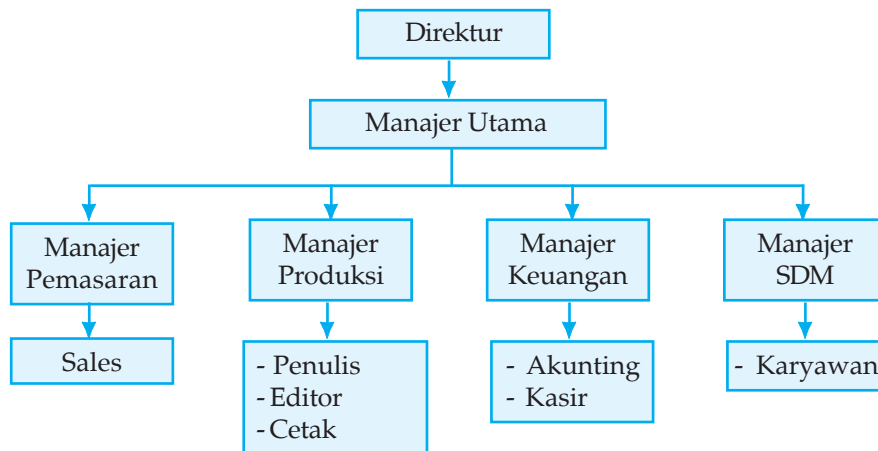 Direktur
Manajer Utama
Manajer
Pemasaran
Manajer
Produksi
Manajer
Keuangan
Manajer
SDM
Sales
- Penulis
- Editor
- Cetak
- Akunting
- Kasir
- Karyawan